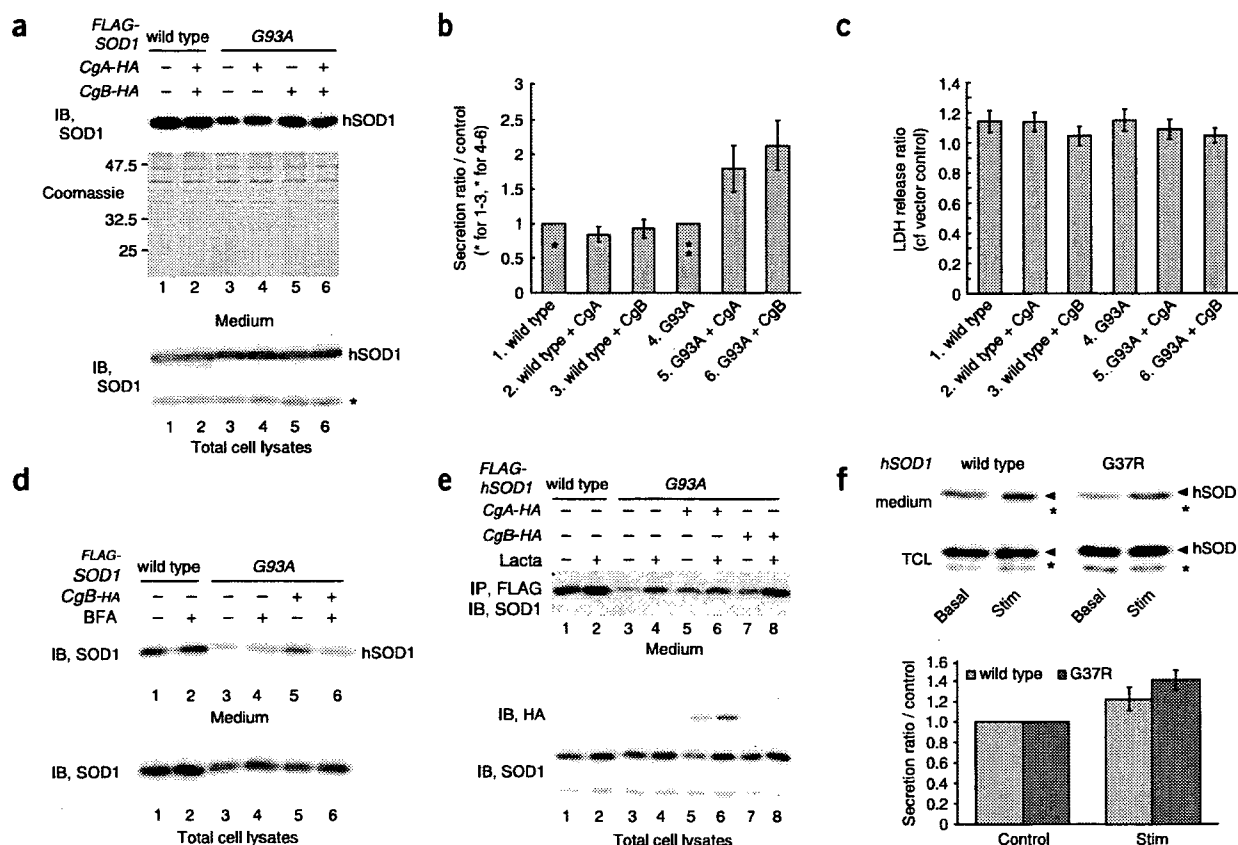 a
FLAG-SOD1 wild type G93A
CgA-HA – + – + – +
CgB-HA – + – – + +
IB, SOD1 hSOD1
47.5
Coomassie
32.5
25
1 2 3 4 5 6
Medium
IB, SOD1 hSOD1
*
1 2 3 4 5 6
Total cell lysates
b
Secretion ratio / control
(* for 1-3, * for 4-6)
3
2.5
2
1.5
1
0.5
0
*
*
*
1. wild type
2. wild type + CgA
3. wild type + CgB
4. G93A
5. G93A + CgA
6. G93A + CgB
c
LDH release ratio
(cf vector control)
1.4
1.2
1.0
0.8
0.6
0.4
0.2
0
1. wild type
2. wild type + CgA
3. wild type + CgB
4. G93A
5. G93A + CgA
6. G93A + CgB
d
FLAG-SOD1 wild type G93A
CgB-HA – – – – + +
BFA – + – + – +
IB, SOD1 hSOD1
1 2 3 4 5 6
Medium
IB, SOD1
1 2 3 4 5 6
Total cell lysates
e
FLAG-hSOD1 wild type G93A
CgA-HA – – – – + + – –
CgB-HA – – – – – – + +
Lacta – + – + – + – +
IP, FLAG
IB, SOD1
1 2 3 4 5 6 7 8
Medium
IB, HA
IB, SOD1
1 2 3 4 5 6 7 8
Total cell lysates
f
hSOD1 wild type G37R
medium hSOD
* *
TCL hSOD
* *
Basal Stim Basal Stim
Secretion ratio / control
1.6
1.4
1.2
1.0
0.8
0.6
0.4
0.2
0
wild type G37R
Control Stim